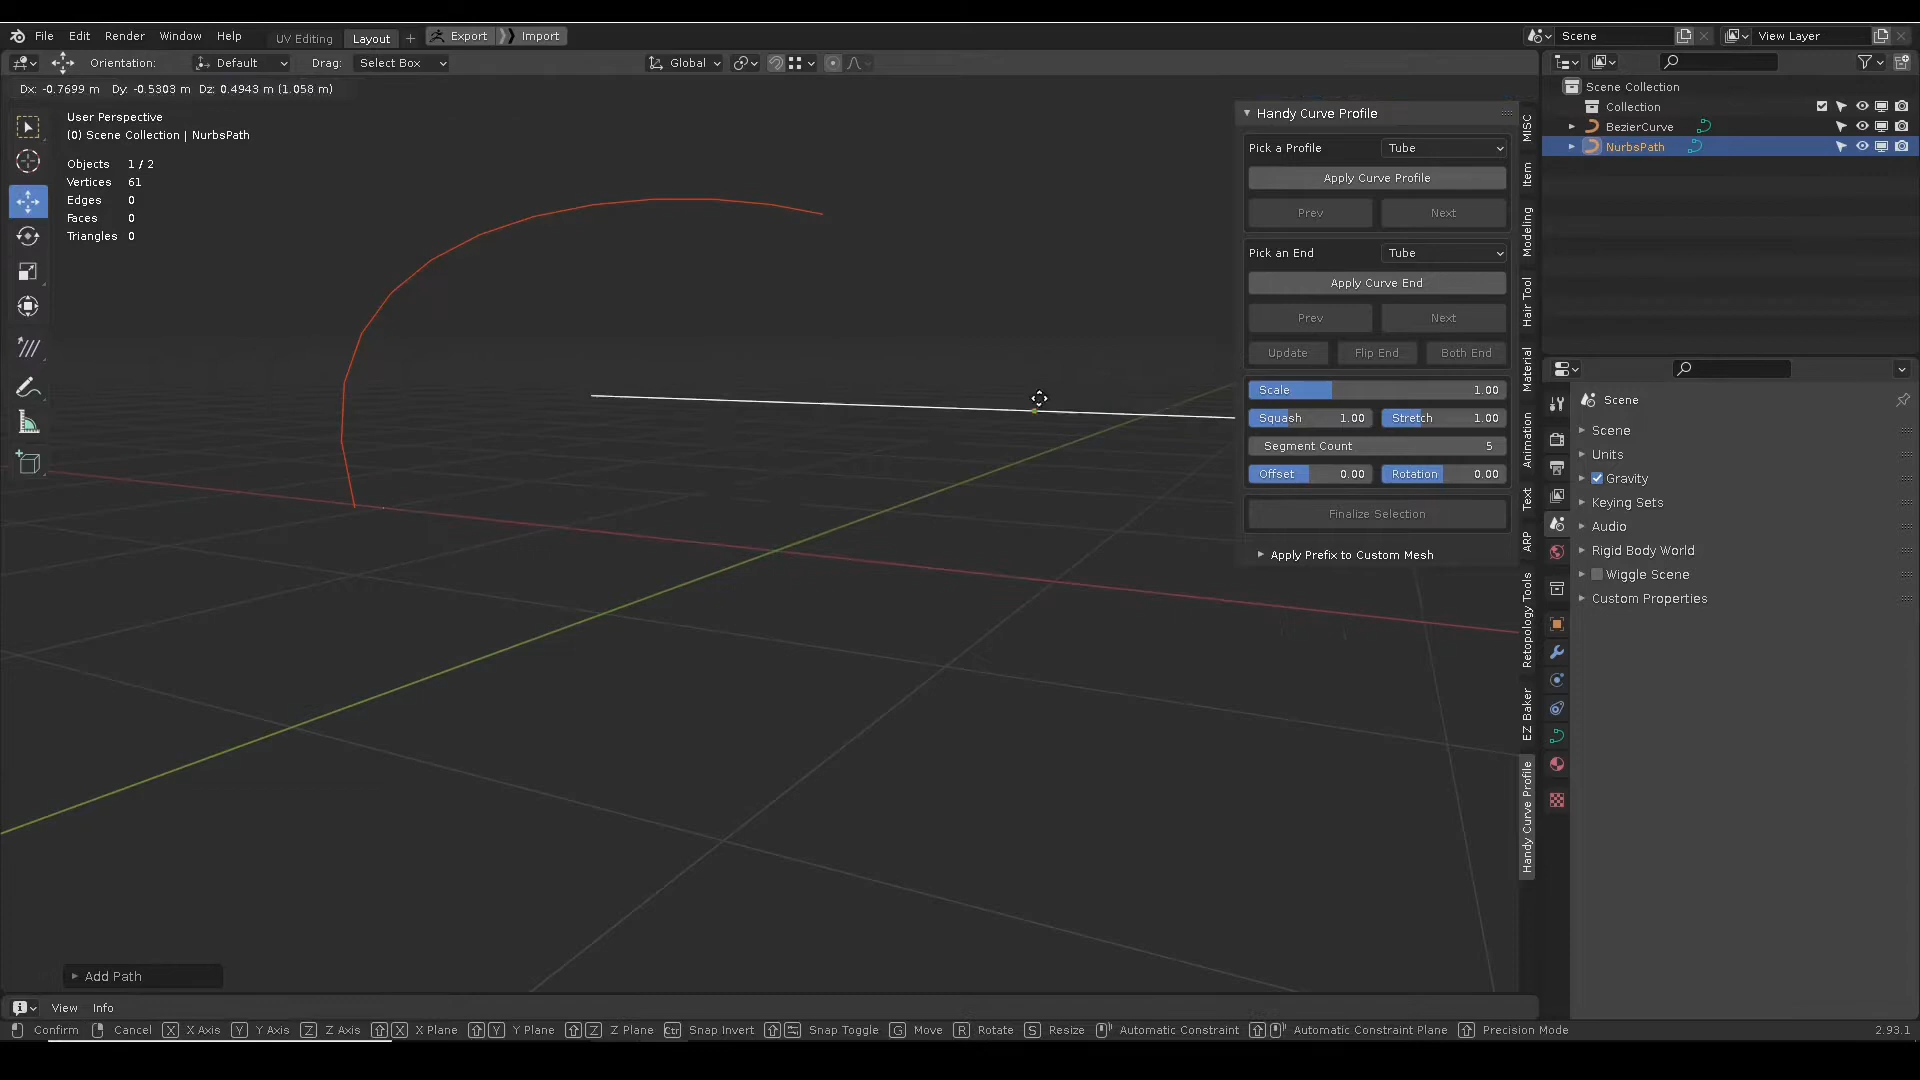 File Edit Render Window Help UV Editing Layout + Export Import Scene View Layer
Orientation: Default Drag: Select Box Global
Dx: -0.7699 m Dy: -0.5303 m Dz: 0.4943 m (1.058 m)
User Perspective
(0) Scene Collection | NurbsPath
Objects 1 / 2
Vertices 61
Edges 0
Faces 0
Triangles 0
Handy Curve Profile
Pick a Profile Tube
Apply Curve Profile
Prev Next
Pick an End Tube
Apply Curve End
Prev Next
Update Flip End Both End
Scale 1.00
Squash 1.00 Stretch 1.00
Segment Count 5
Offset 0.00 Rotation 0.00
Finalize Selection
Apply Prefix to Custom Mesh
MISC
Item
Modeling
Hair Tool
Material
Animation
Text
ARP
Retopology Tools
EZ Baker
Handy Curve Profile
Scene Collection
Collection
BezierCurve
NurbsPath
Scene
Scene
Units
Gravity
Keying Sets
Audio
Rigid Body World
Wiggle Scene
Custom Properties
Add Path
View Info
Confirm Cancel X X Axis Y Y Axis Z Z Axis X X Plane Y Y Plane Z Z Plane Ctrl Snap Invert Snap Toggle G Move R Rotate S Resize Automatic Constraint Automatic Constraint Plane Precision Mode 2.93.1